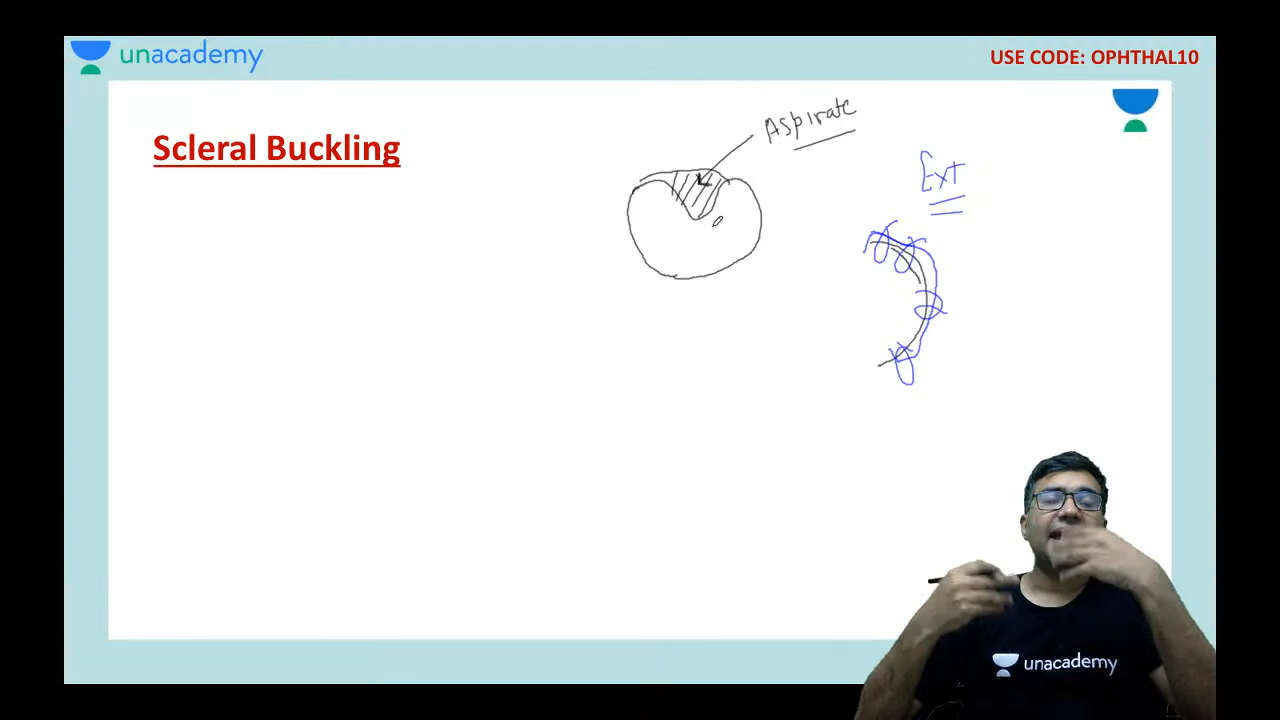 unacademy
USE CODE: OPHTHAL10
Scleral Buckling
Aspirate
Ext
unacademy